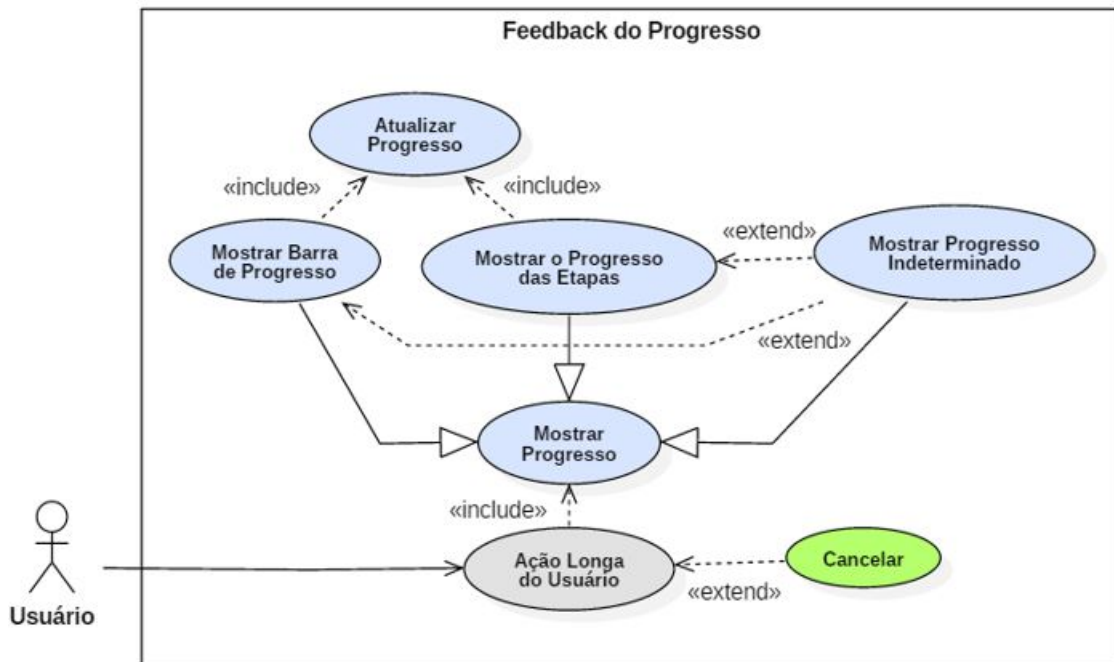 Feedback do Progresso
Atualizar
Progresso
«include»
«include»
Mostrar Barra
de Progresso
Mostrar o Progresso
das Etapas
«extend»
Mostrar Progresso
Indeterminado
«extend»
Mostrar
Progresso
«include»
Ação Longa
do Usuário
Cancelar
«extend»
Usuário